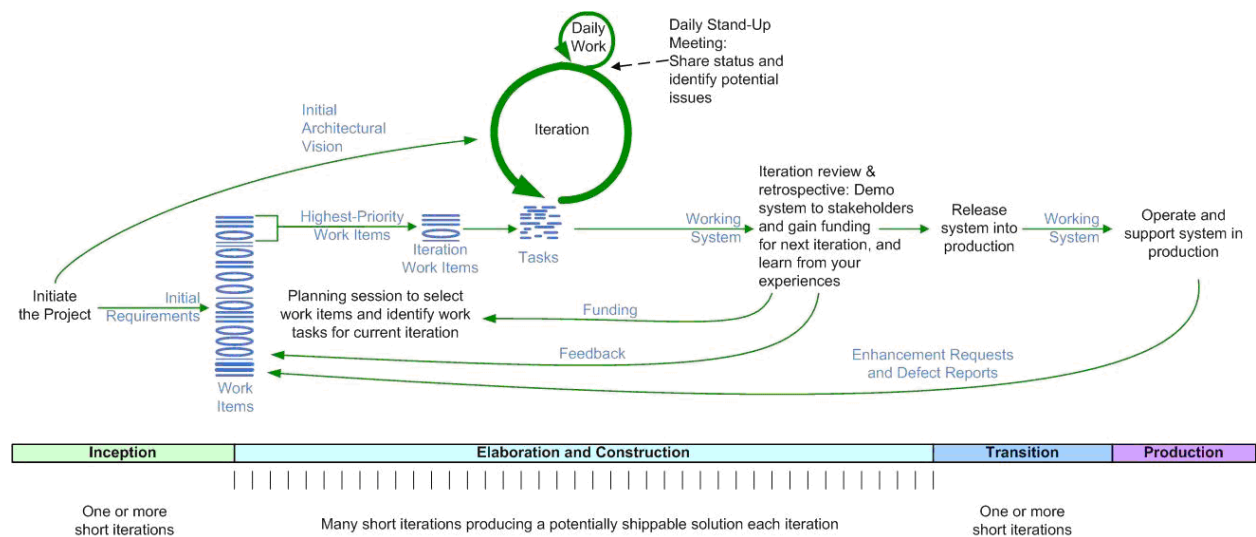 Daily
Work
Daily Stand-Up
Meeting:
Share status and
identify potential
issues
Initial
Architectural
Vision
Iteration
Highest-Priority
Work Items
Iteration
Work Items
Tasks
Working
System
Iteration review &
retrospective: Demo
system to stakeholders
and gain funding
for next iteration, and
learn from your
experiences
Release
system into
production
Working
System
Operate and
support system in
production
Initiate
the Project
Initial
Requirements
Planning session to select
work items and identify work
tasks for current iteration
Funding
Feedback
Enhancement Requests
and Defect Reports
Work
Items
Inception
Elaboration and Construction
Transition
Production
One or more
short iterations
Many short iterations producing a potentially shippable solution each iteration
One or more
short iterations